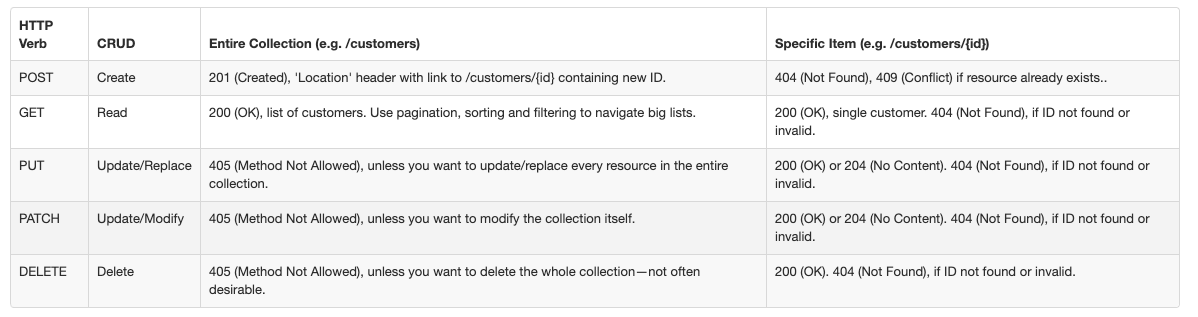 HTTP
Verb CRUD Entire Collection (e.g. /customers) Specific Item (e.g. /customers/{id})
POST Create 201 (Created), 'Location' header with link to /customers/{id} containing new ID. 404 (Not Found), 409 (Conflict) if resource already exists..
GET Read 200 (OK), list of customers. Use pagination, sorting and filtering to navigate big lists. 200 (OK), single customer. 404 (Not Found), if ID not found or
invalid.
PUT Update/Replace 405 (Method Not Allowed), unless you want to update/replace every resource in the entire
collection. 200 (OK) or 204 (No Content). 404 (Not Found), if ID not found or
invalid.
PATCH Update/Modify 405 (Method Not Allowed), unless you want to modify the collection itself. 200 (OK) or 204 (No Content). 404 (Not Found), if ID not found or
invalid.
DELETE Delete 405 (Method Not Allowed), unless you want to delete the whole collection—not often
desirable. 200 (OK). 404 (Not Found), if ID not found or invalid.